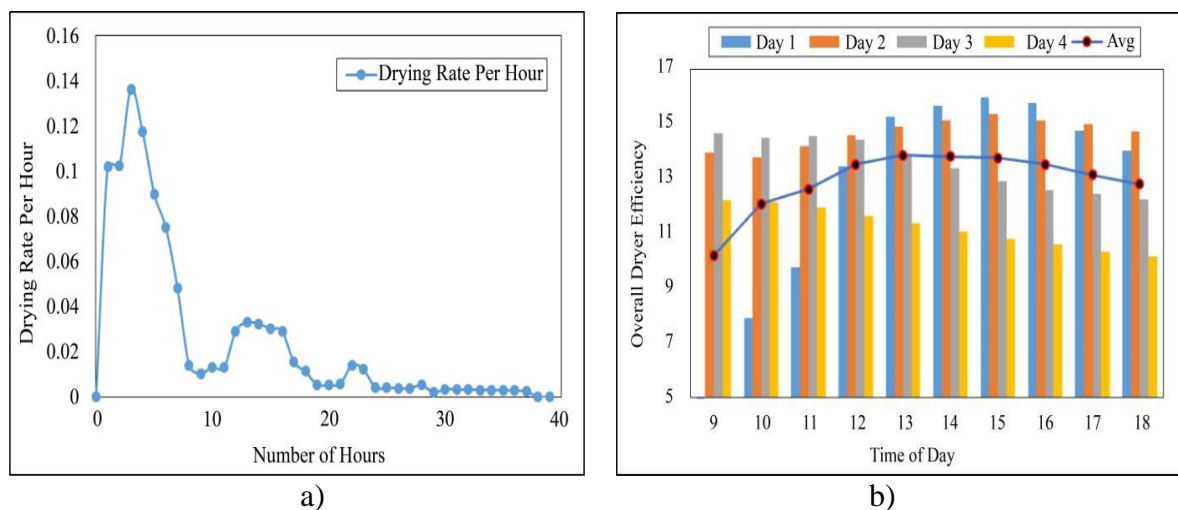 0.16
0.14
0.12
0.1
0.08
0.06
0.04
0.02
0
Drying Rate Per Hour
Drying Rate Per Hour
0 10 20 30 40
Number of Hours
a)
Day 1 Day 2 Day 3 Day 4 Avg
17
15
13
11
9
7
5
Overall Dryer Efficiency
9 10 11 12 13 14 15 16 17 18
Time of Day
b)